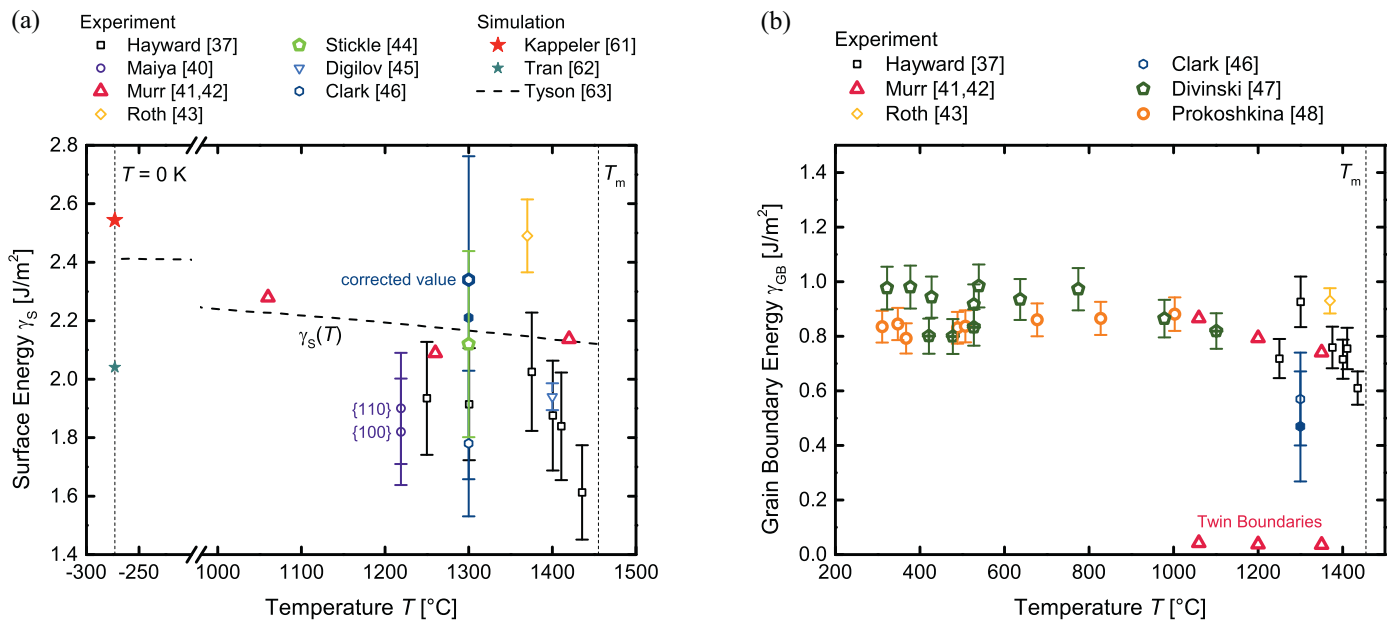 (a)
Experiment
Simulation
Hayward [37]
Stickle [44]
Kappeler [61]
Maiya [40]
Digilov [45]
Tran [62]
Murr [41,42]
Clark [46]
Tyson [63]
Roth [43]
2.8
2.6
2.4
2.2
2.0
1.8
1.6
1.4
Surface Energy γS [J/m²]
T = 0 K
Tm
corrected value
γS(T)
{110}
{100}
-300 -250 1000 1100 1200 1300 1400 1500
Temperature T [°C]
(b)
Experiment
Hayward [37]
Clark [46]
Murr [41,42]
Divinski [47]
Roth [43]
Prokoshkina [48]
1.4
1.2
1.0
0.8
0.6
0.4
0.2
0.0
Grain Boundary Energy γGB [J/m²]
Tm
Twin Boundaries
200 400 600 800 1000 1200 1400
Temperature T [°C]